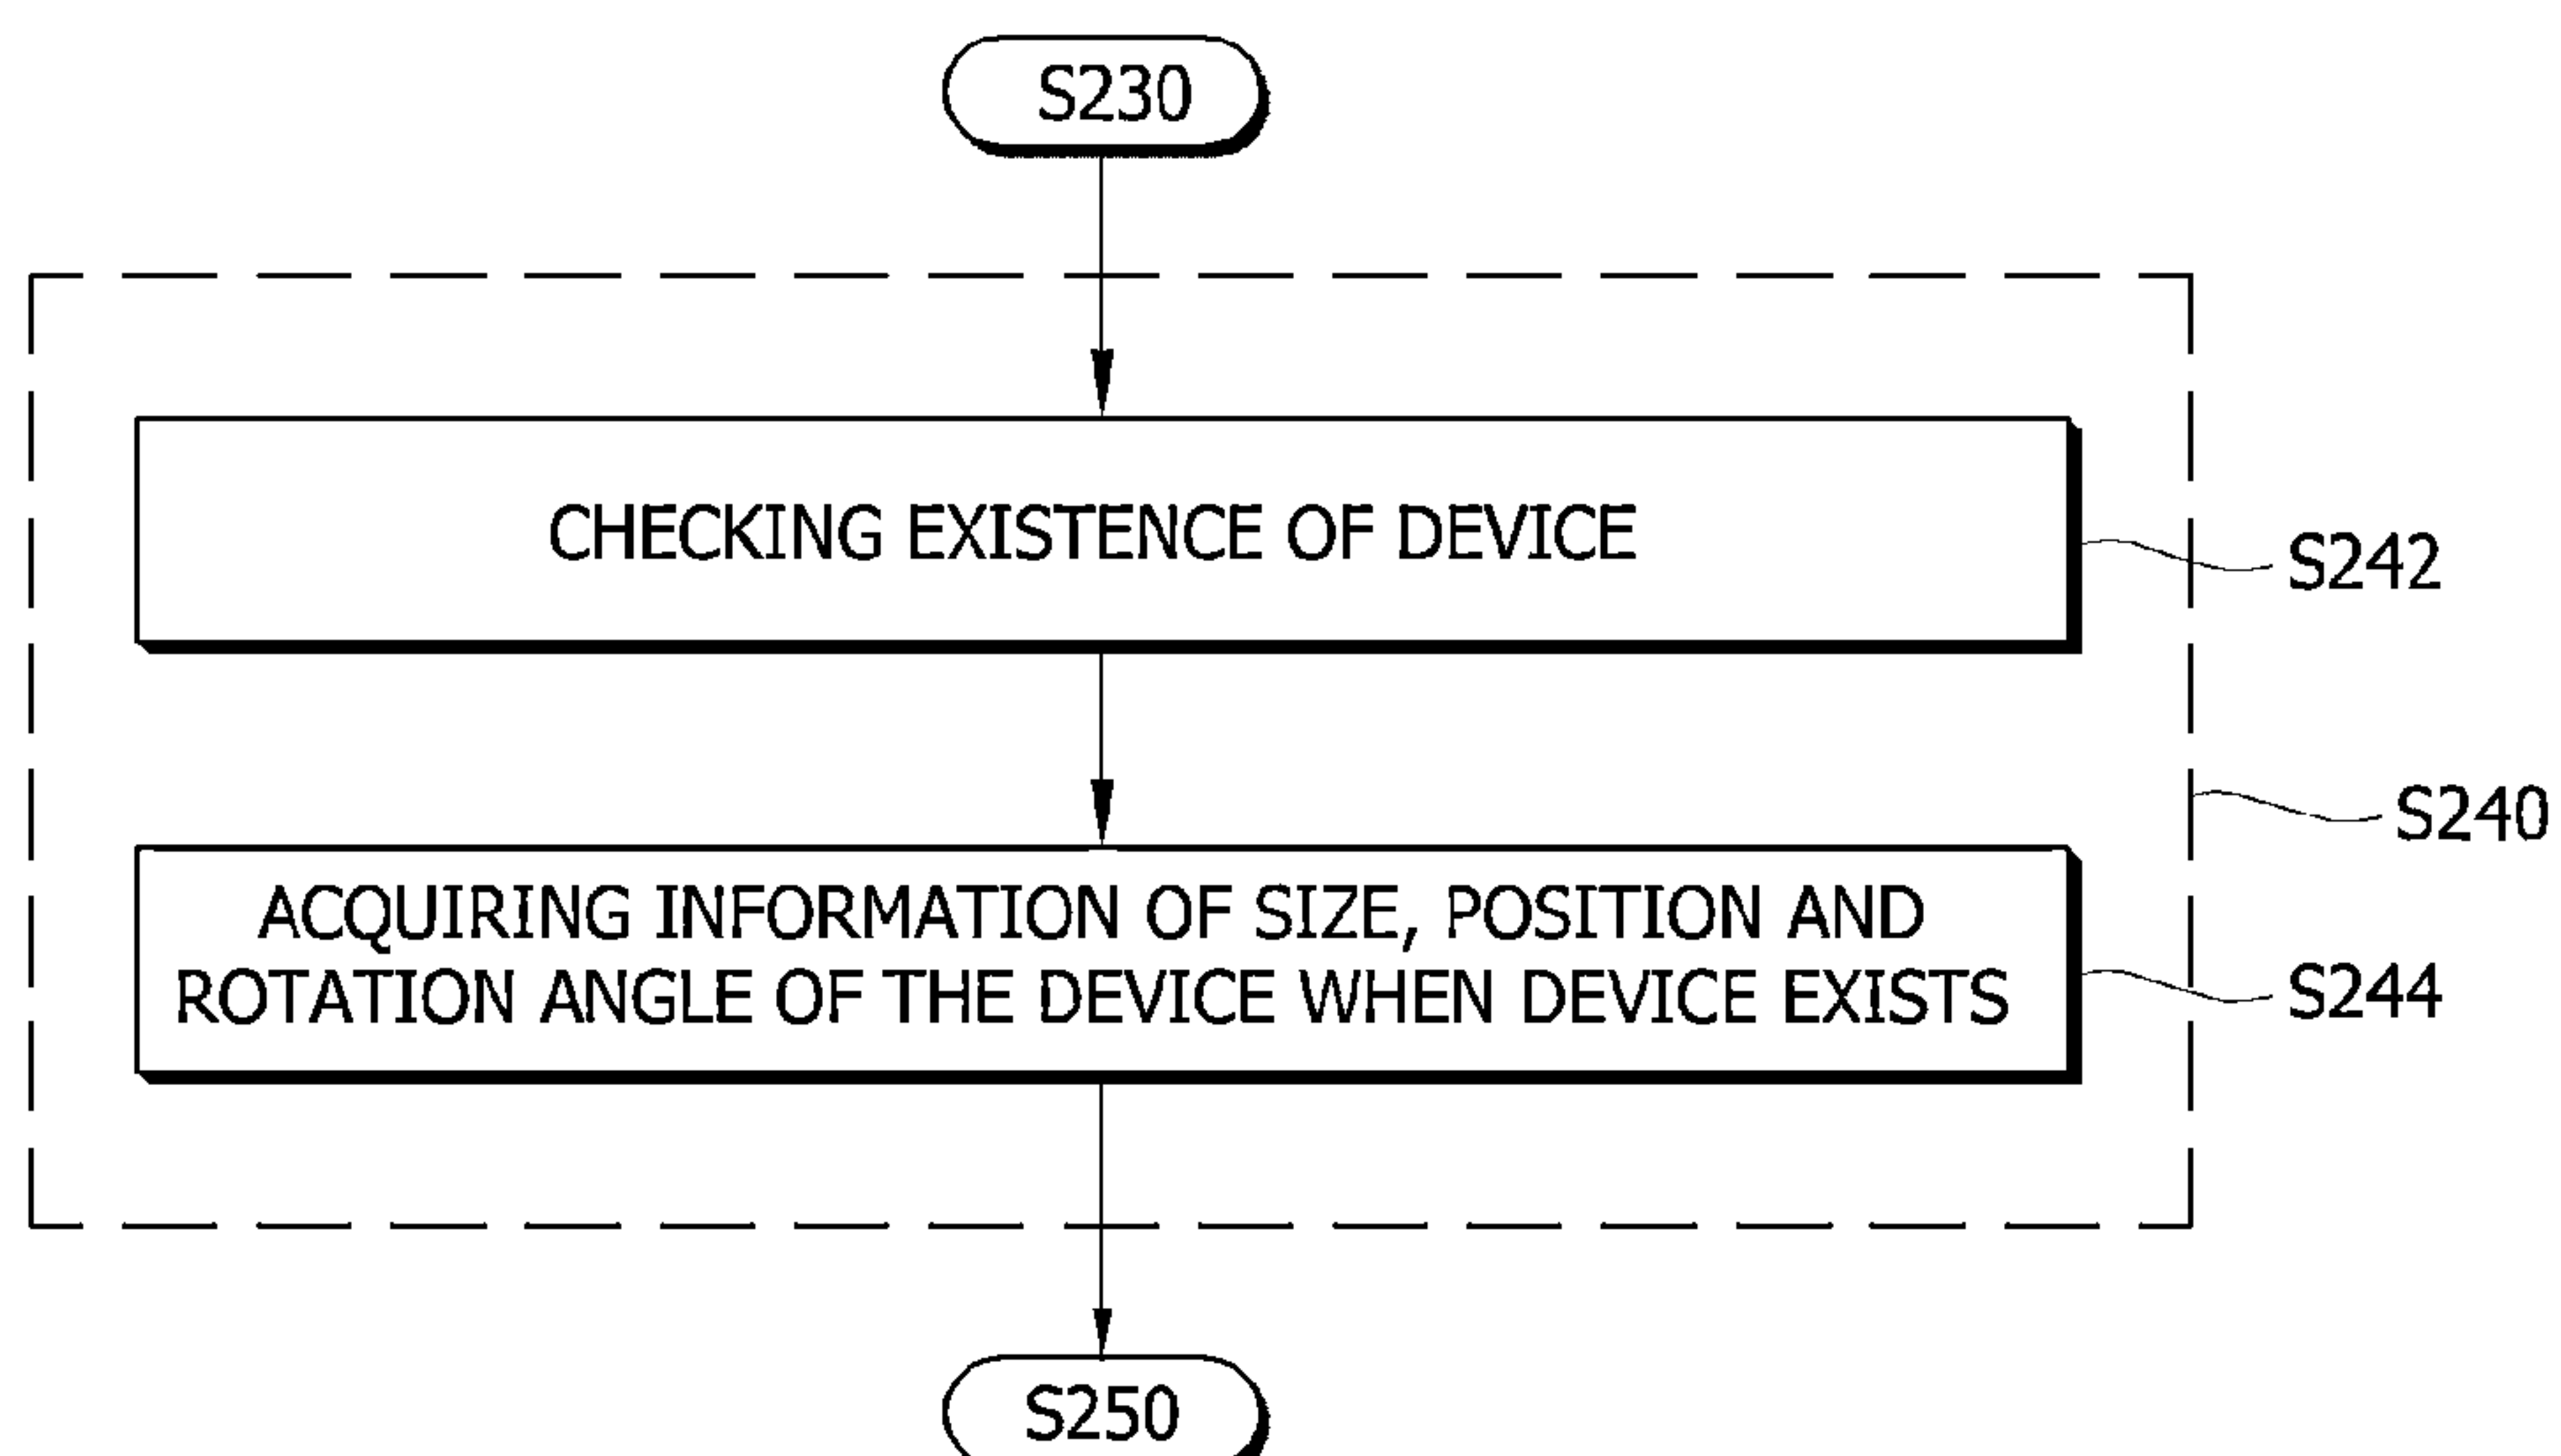 S230
CHECKING EXISTENCE OF DEVICE
S242
S240
ACQUIRING INFORMATION OF SIZE, POSITION AND
ROTATION ANGLE OF THE DEVICE WHEN DEVICE EXISTS
S244
S250